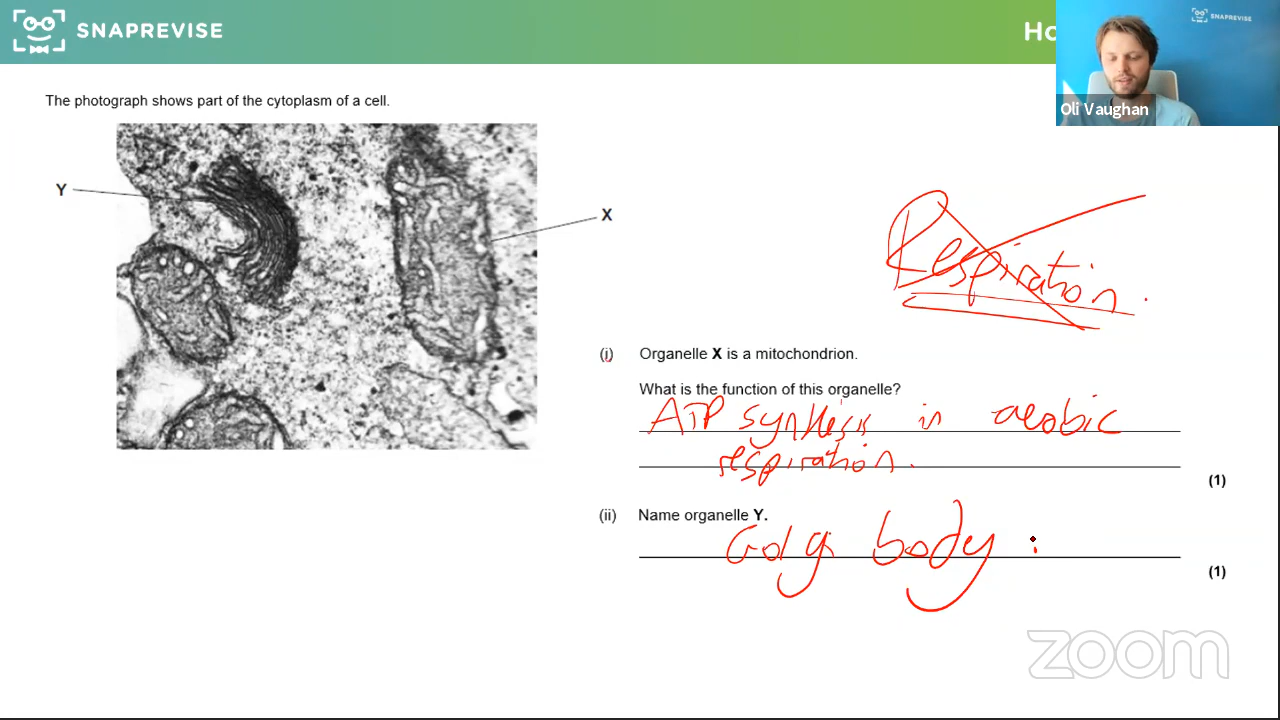 SNAPREVISE
Ho
SNAPREVISE
Oli Vaughan
The photograph shows part of the cytoplasm of a cell.
Y
X
Respiration.
(i) Organelle X is a mitochondrion.
What is the function of this organelle?
ATP synthesis in aerobic
respiration.
(1)
(ii) Name organelle Y.
Golgi body :
(1)
zoom